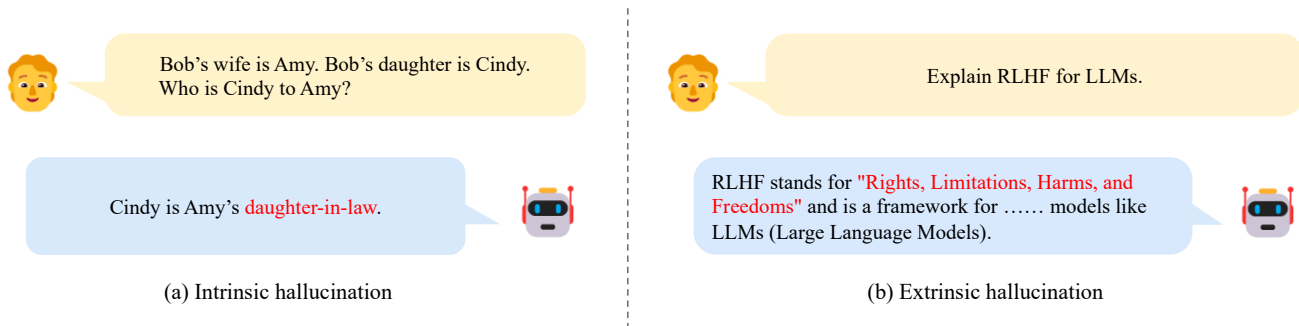 Bob’s wife is Amy. Bob’s daughter is Cindy.
Who is Cindy to Amy?
Cindy is Amy’s daughter-in-law.
(a) Intrinsic hallucination
Explain RLHF for LLMs.
RLHF stands for "Rights, Limitations, Harms, and
Freedoms" and is a framework for …… models like
LLMs (Large Language Models).
(b) Extrinsic hallucination